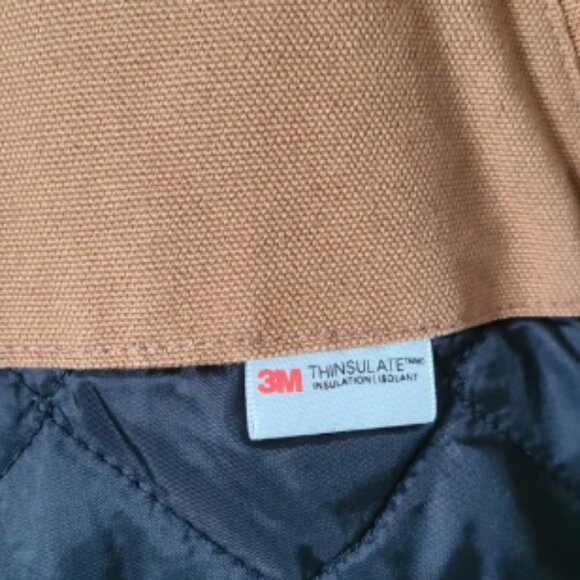 3M THINSULATE™
INSULATION | ISOLANT